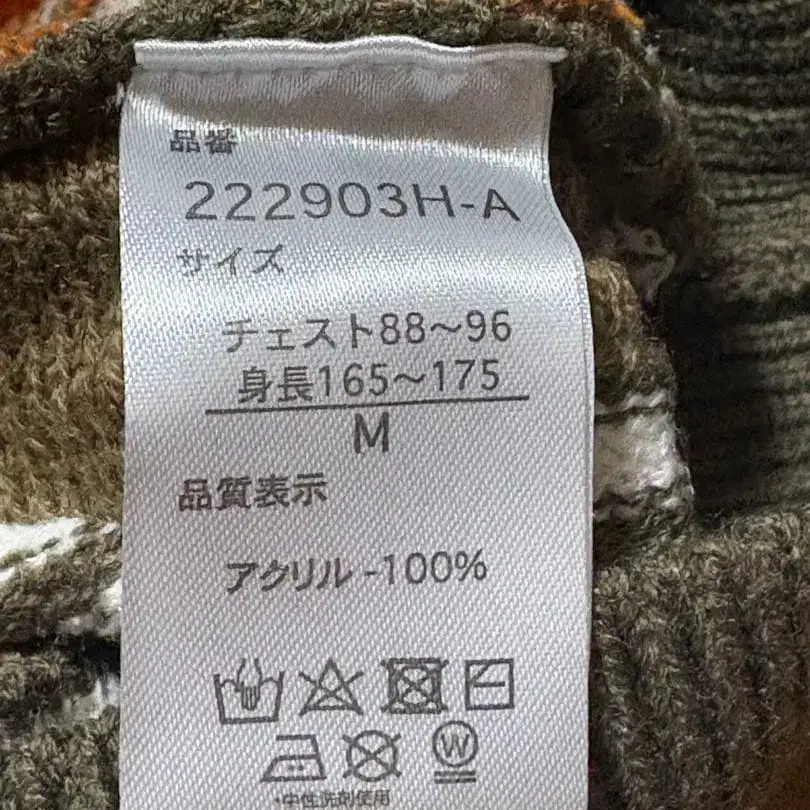 品番
222903H-A
サイズ
チェスト88～96
身長165～175
M
品質表示
アクリル -100%
W
・中性洗剤使用